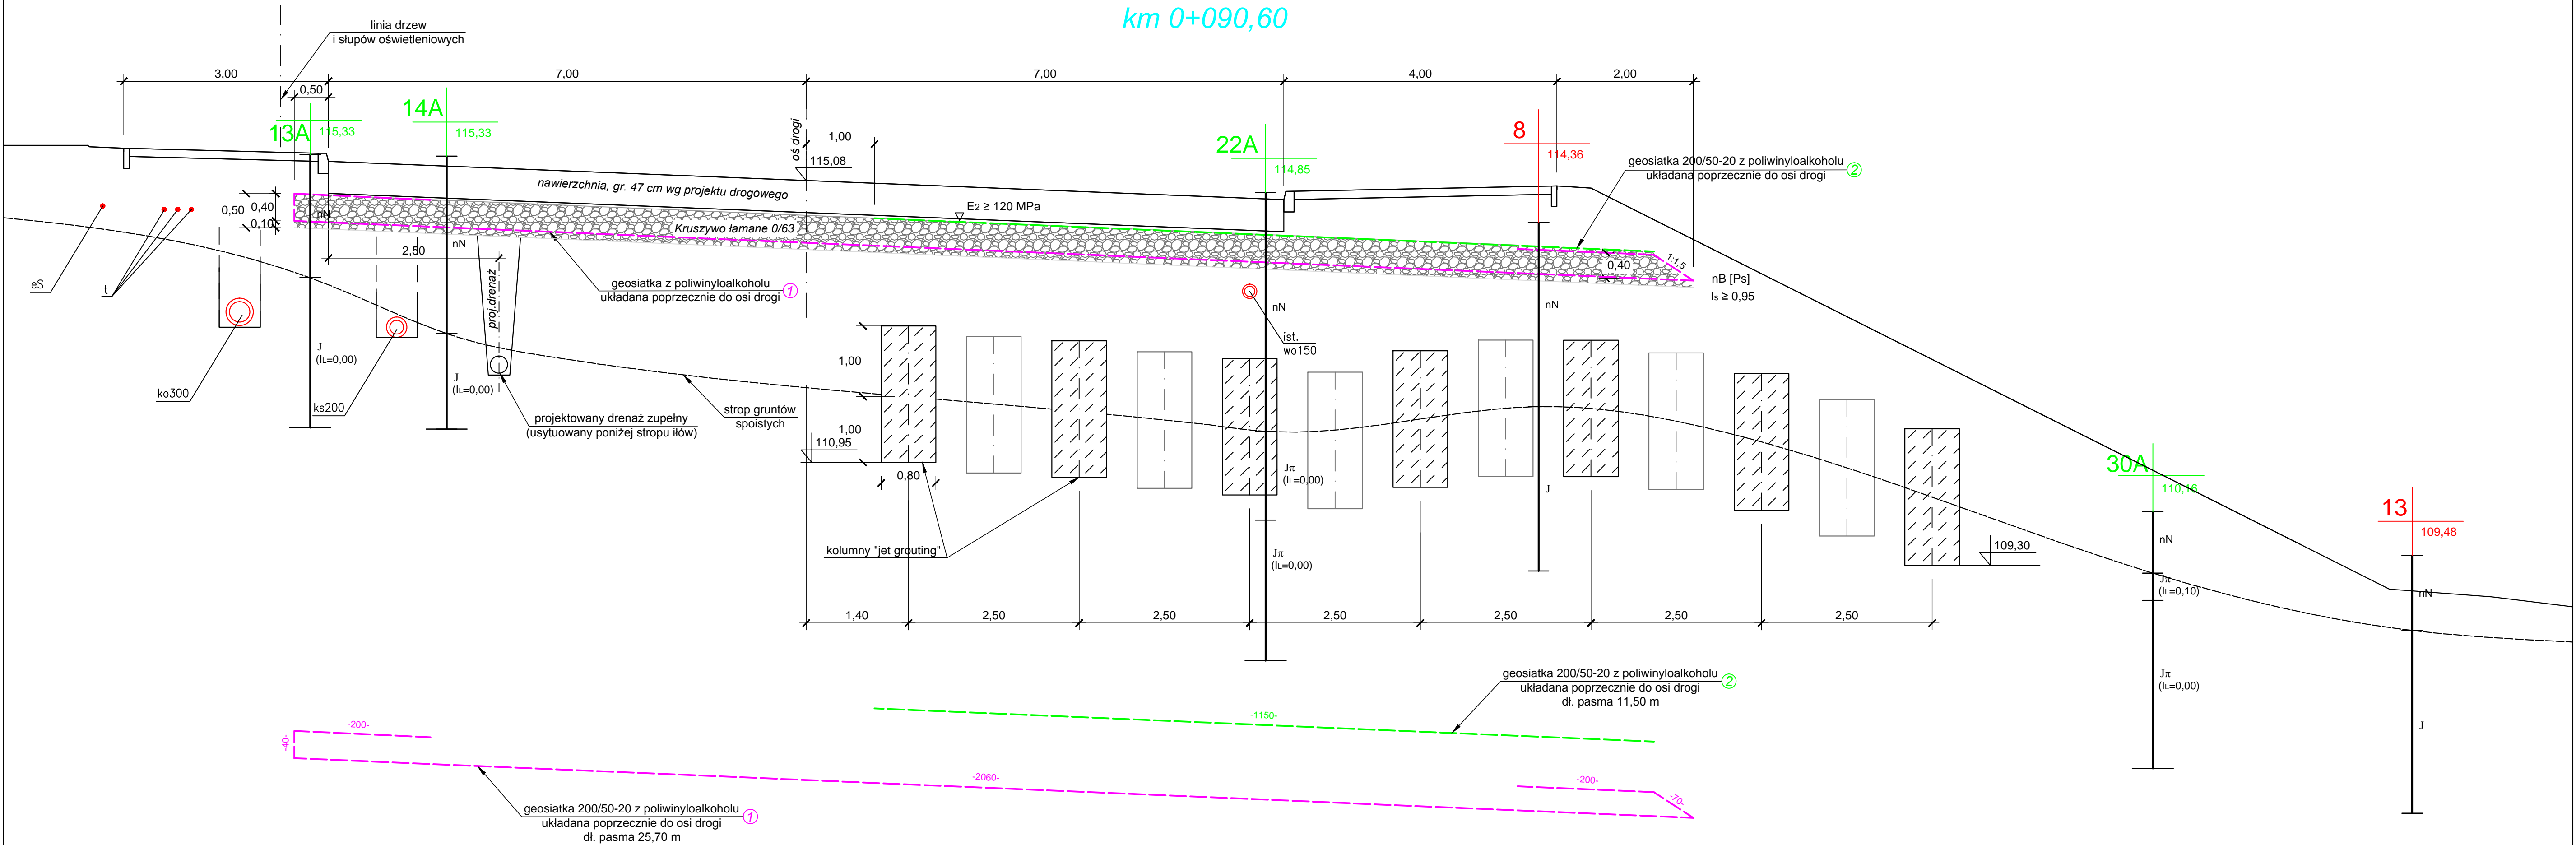 km 0+090,60
linia drzew
i słupów oświetleniowych
3,00
7,00
7,00
4,00
2,00
0,50
13A
115,33
14A
115,33
oś drogi
1,00
115,08
22A
114,85
8
114,36
geosiatka 200/50-20 z poliwinyloalkoholu
układana poprzecznie do osi drogi
2
nawierzchnia, gr. 47 cm wg projektu drogowego
E2 ≥ 120 MPa
Kruszywo łamane 0/63
0,50
0,40
0,10
nN
nN
2,50
proj.drenaż
geosiatka z poliwinyloalkoholu
układana poprzecznie do osi drogi
1
1:1,5
0,40
nB [Ps]
Is ≥ 0,95
nN
nN
eS
t
ko300
ks200
J
(IL=0,00)
J
(IL=0,00)
projektowany drenaż zupełny
(usytuowany poniżej stropu iłów)
strop gruntów
spoistych
ist.
wo150
1,00
1,00
110,95
0,80
kolumny "jet grouting"
Jπ
(IL=0,00)
Jπ
(IL=0,00)
J
109,30
30A
110,16
nN
Jπ
(IL=0,10)
Jπ
(IL=0,00)
13
109,48
nN
J
1,40
2,50
2,50
2,50
2,50
2,50
2,50
geosiatka 200/50-20 z poliwinyloalkoholu
układana poprzecznie do osi drogi
dł. pasma 11,50 m
2
-1150-
-200-
-40-
-2060-
-200-
-70-
geosiatka 200/50-20 z poliwinyloalkoholu
układana poprzecznie do osi drogi
dł. pasma 25,70 m
1